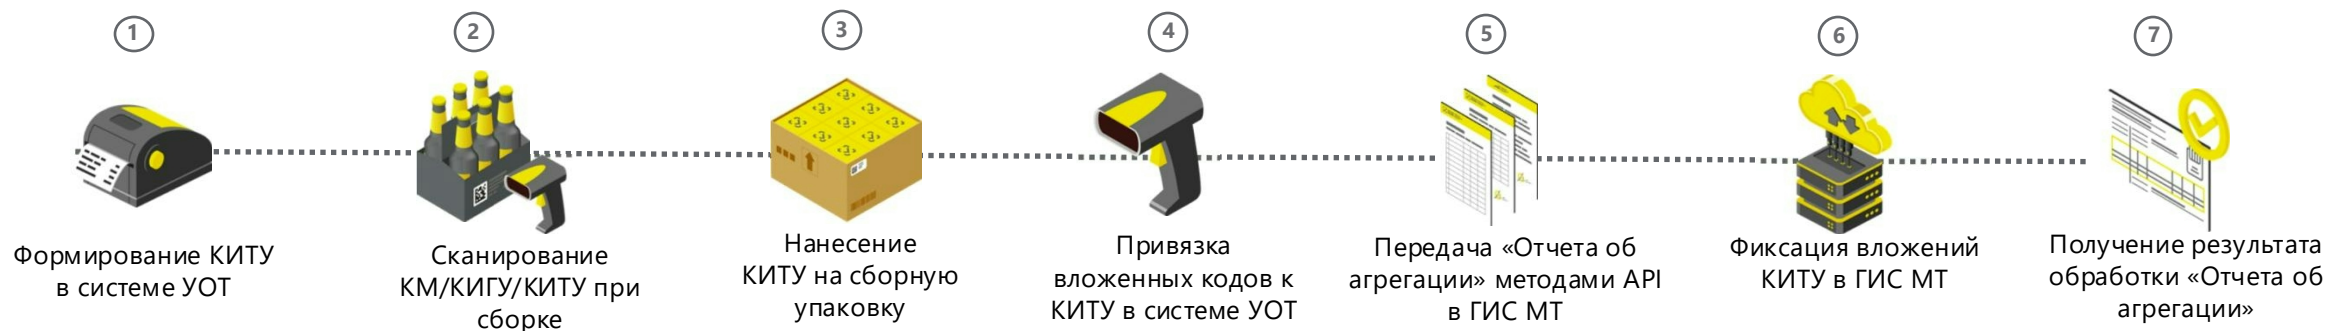 1
Формирование КИТУ
в системе УОТ
2
Сканирование
КМ/КИГУ/КИТУ при
сборке
3
Нанесение
КИТУ на сборную
упаковку
4
Привязка
вложенных кодов к
КИТУ в системе УОТ
5
Передача «Отчета об
агрегации» методами API
в ГИС МТ
6
Фиксация вложений
КИТУ в ГИС МТ
7
Получение результата
обработки «Отчета об
агрегации»